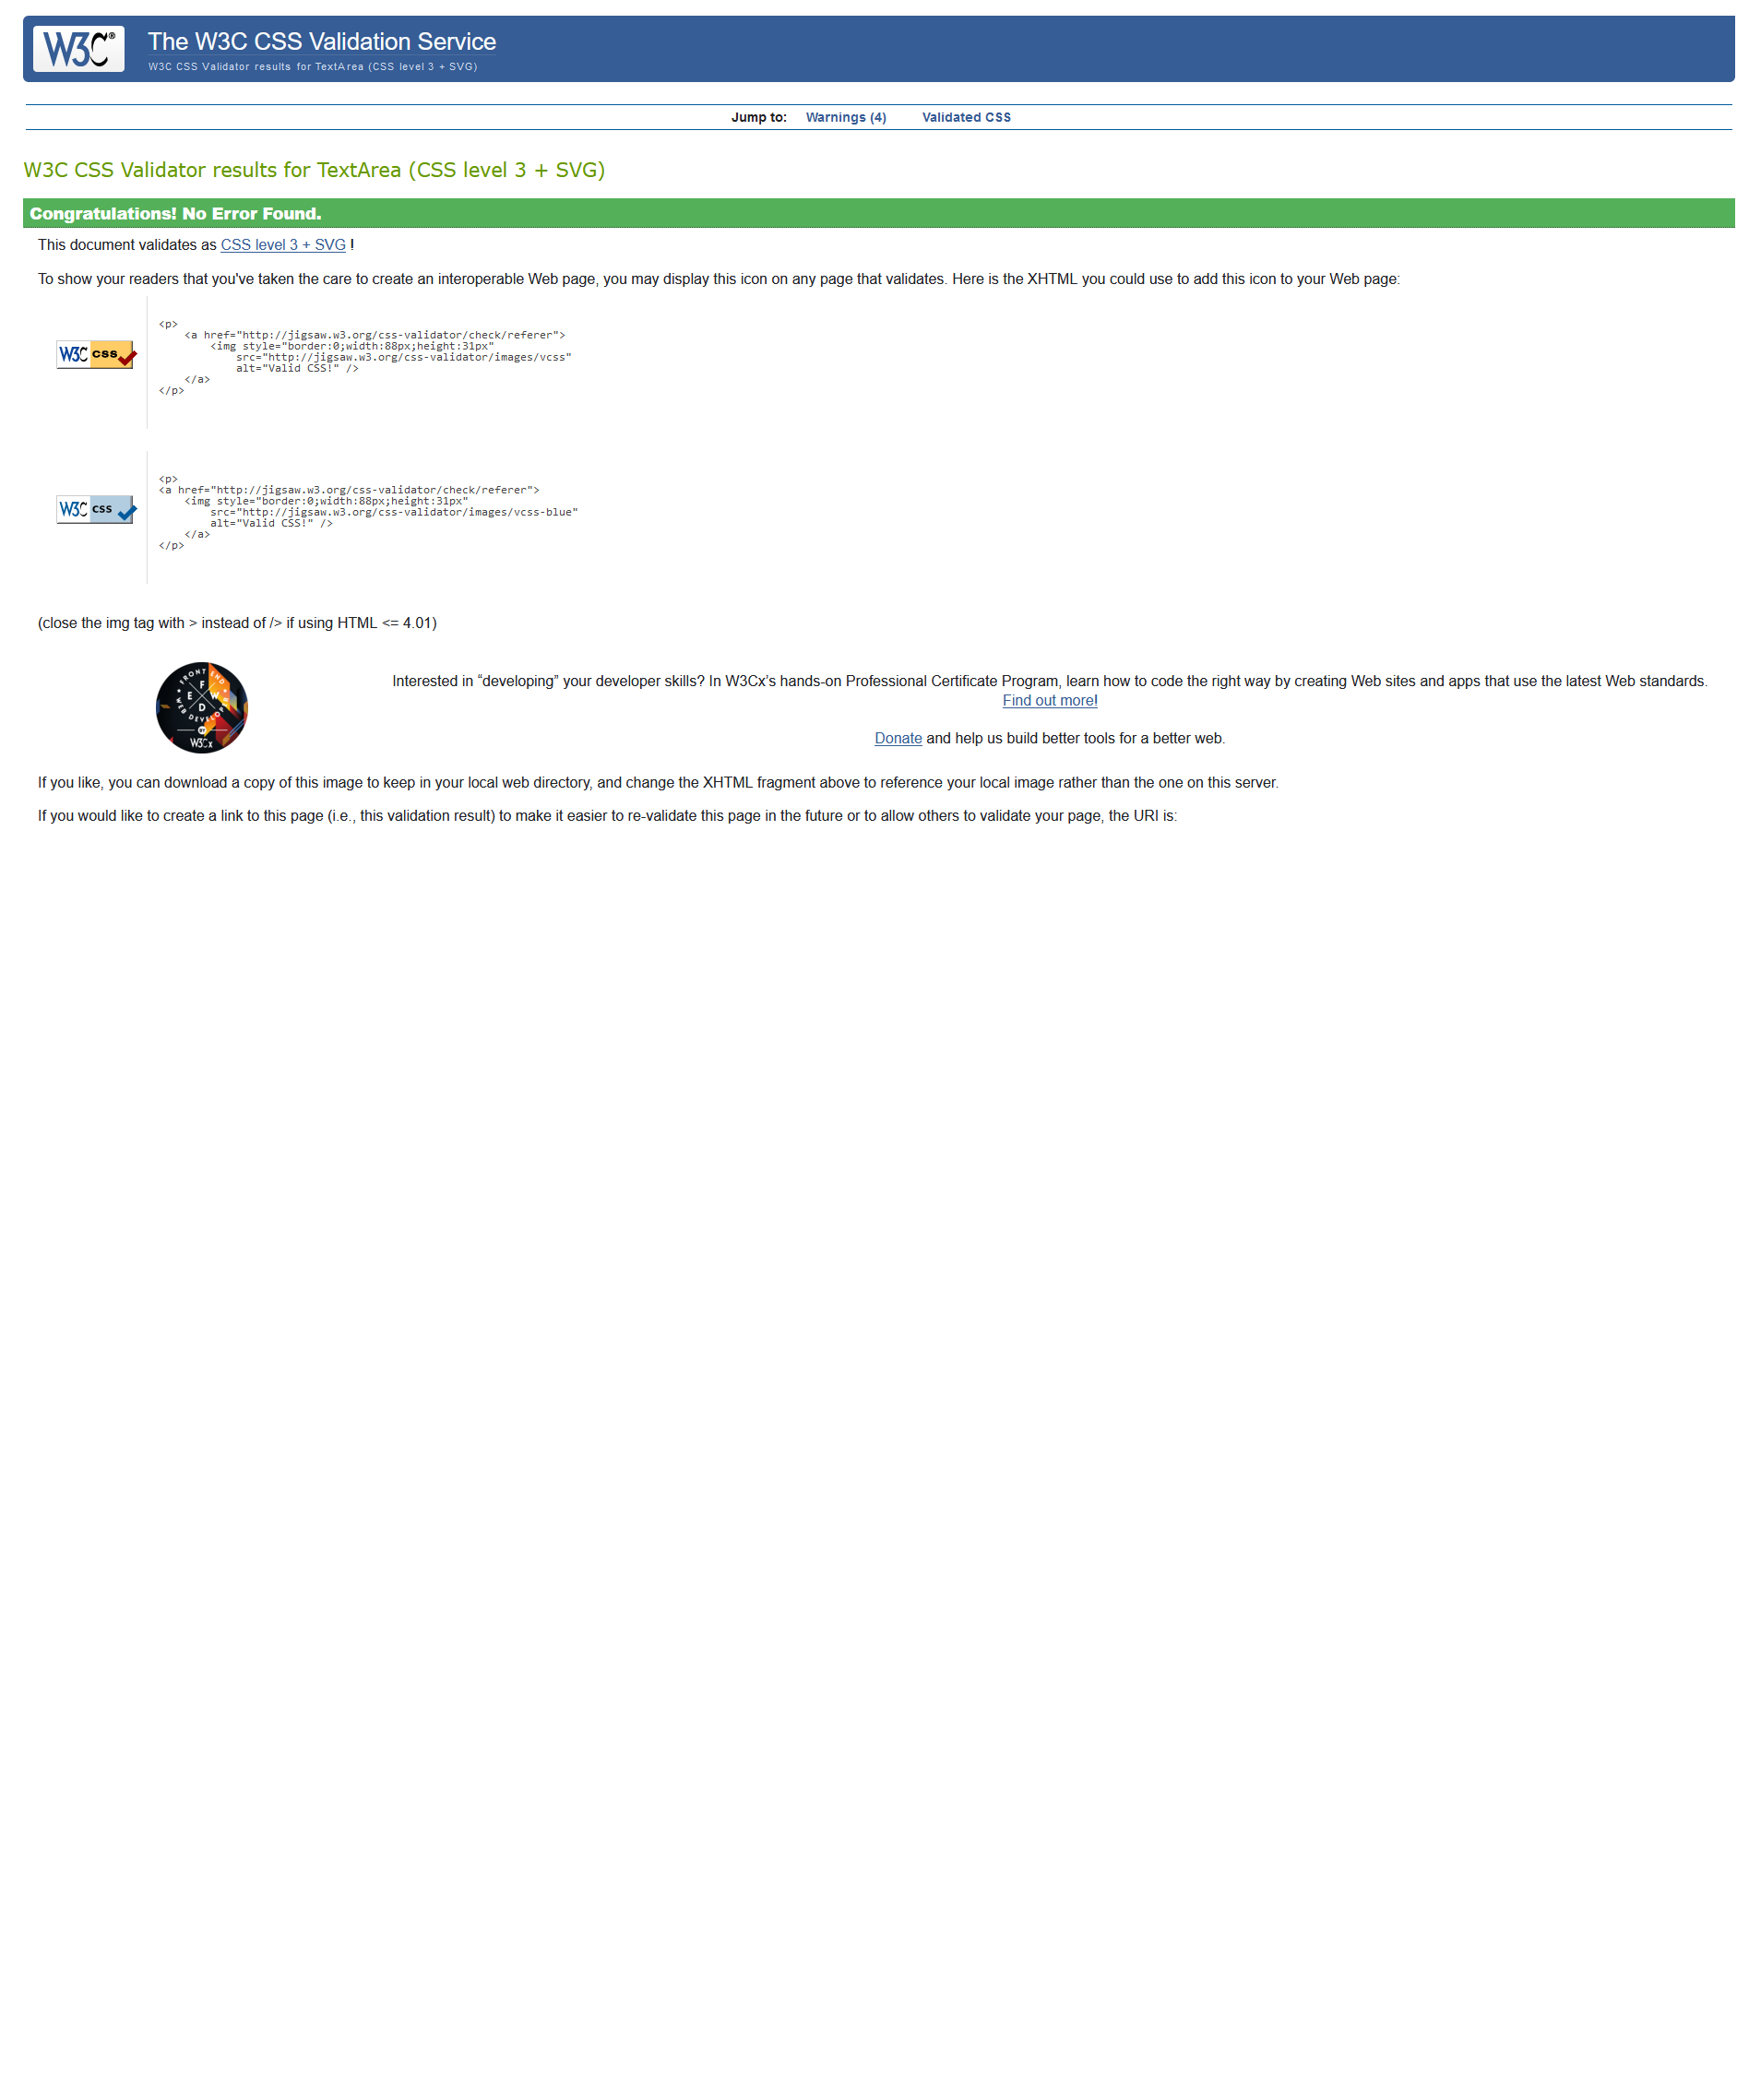 W3C®
The W3C CSS Validation Service
W3C CSS Validator results for TextArea (CSS level 3 + SVG)
Jump to: Warnings (4) Validated CSS
W3C CSS Validator results for TextArea (CSS level 3 + SVG)
Congratulations! No Error Found.
This document validates as CSS level 3 + SVG !
To show your readers that you've taken the care to create an interoperable Web page, you may display this icon on any page that validates. Here is the XHTML you could use to add this icon to your Web page:
W3C css
<p>
<a href="http://jigsaw.w3.org/css-validator/check/referer">
<img style="border:0;width:88px;height:31px"
src="http://jigsaw.w3.org/css-validator/images/vcss"
alt="Valid CSS!" />
</a>
</p>
W3C css
<p>
<a href="http://jigsaw.w3.org/css-validator/check/referer">
<img style="border:0;width:88px;height:31px"
src="http://jigsaw.w3.org/css-validator/images/vcss-blue"
alt="Valid CSS!" />
</a>
</p>
(close the img tag with > instead of /> if using HTML <= 4.01)
FRONT END
F
E W
D
WEB DEVELOPER
BY
W3Cx
Interested in “developing” your developer skills? In W3Cx’s hands-on Professional Certificate Program, learn how to code the right way by creating Web sites and apps that use the latest Web standards.
Find out more!
Donate and help us build better tools for a better web.
If you like, you can download a copy of this image to keep in your local web directory, and change the XHTML fragment above to reference your local image rather than the one on this server.
If you would like to create a link to this page (i.e., this validation result) to make it easier to re-validate this page in the future or to allow others to validate your page, the URI is: